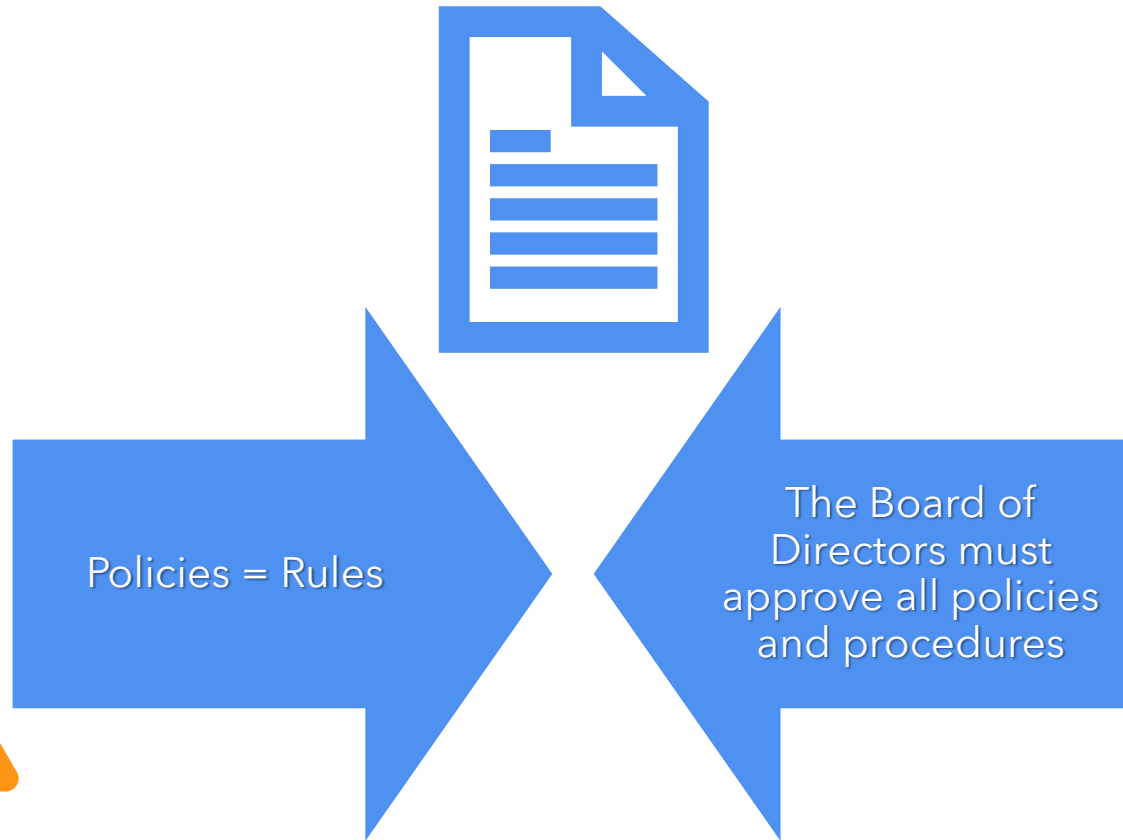 Policies = Rules
The Board of
Directors must
approve all policies
and procedures